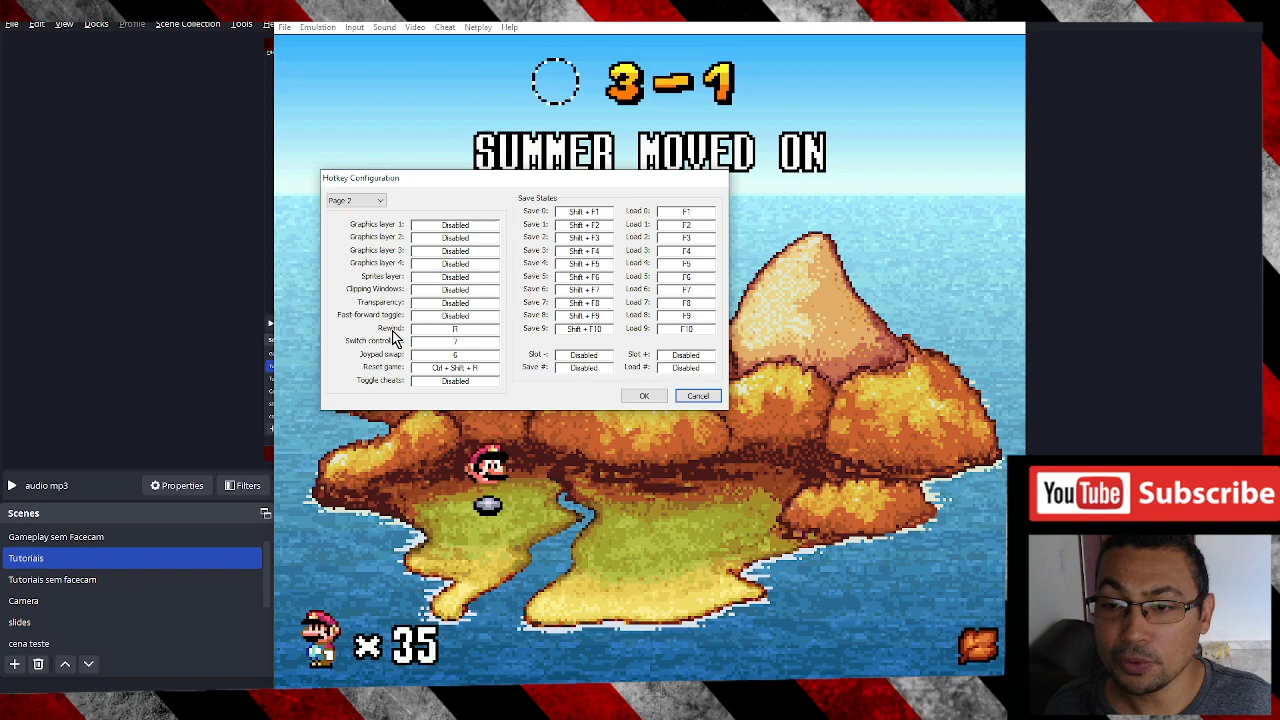 File Edit View Docks Profile Scene Collection Tools He
File Emulation Input Sound Video Cheat Netplay Help
3-1
SUMMER MOVED ON
Hotkey Configuration
Page 2
Graphics layer 1: Disabled
Graphics layer 2: Disabled
Graphics layer 3: Disabled
Graphics layer 4: Disabled
Sprites layer: Disabled
Clipping Windows: Disabled
Transparency: Disabled
Fast-forward toggle: Disabled
Rewind: R
Switch control 7
Joypad swap: 6
Reset game: Ctrl + Shift + R
Toggle cheats: Disabled
Save States
Save 0: Shift + F1 Load 0: F1
Save 1: Shift + F2 Load 1: F2
Save 2: Shift + F3 Load 2: F3
Save 3: Shift + F4 Load 3: F4
Save 4: Shift + F5 Load 4: F5
Save 5: Shift + F6 Load 5: F6
Save 6: Shift + F7 Load 6: F7
Save 7: Shift + F8 Load 7: F8
Save 8: Shift + F9 Load 8: F9
Save 9: Shift + F10 Load 9: F10
Slot -: Disabled Slot +: Disabled
Save #: Disabled Load #: Disabled
OK Cancel
audio mp3 Properties Filters
Scenes
Gameplay sem Facecam
Tutoriais
Tutoriais sem facecam
Camera
slides
cena teste
× 35
YouTube Subscribe